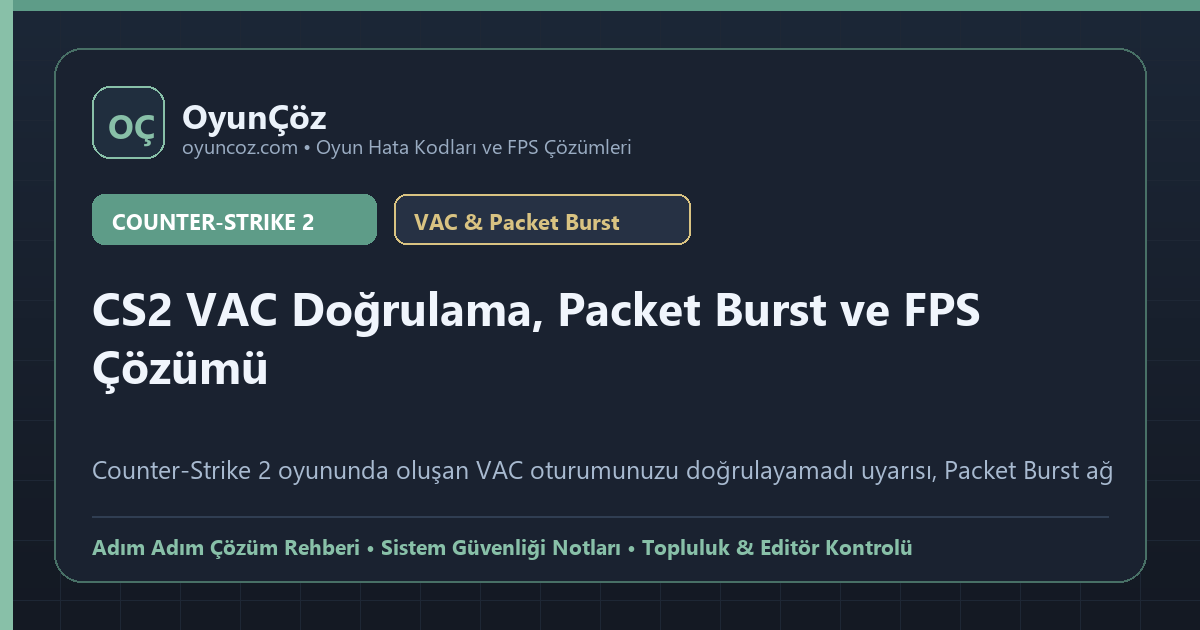 OÇ
OyunÇöz
oyuncoz.com • Oyun Hata Kodları ve FPS Çözümleri
COUNTER-STRIKE 2
VAC & Packet Burst
CS2 VAC Doğrulama, Packet Burst ve FPS
Çözümü
Counter-Strike 2 oyununda oluşan VAC oturumunuzu doğrulayamadı uyarısı, Packet Burst ağ
Adım Adım Çözüm Rehberi • Sistem Güvenliği Notları • Topluluk & Editör Kontrolü